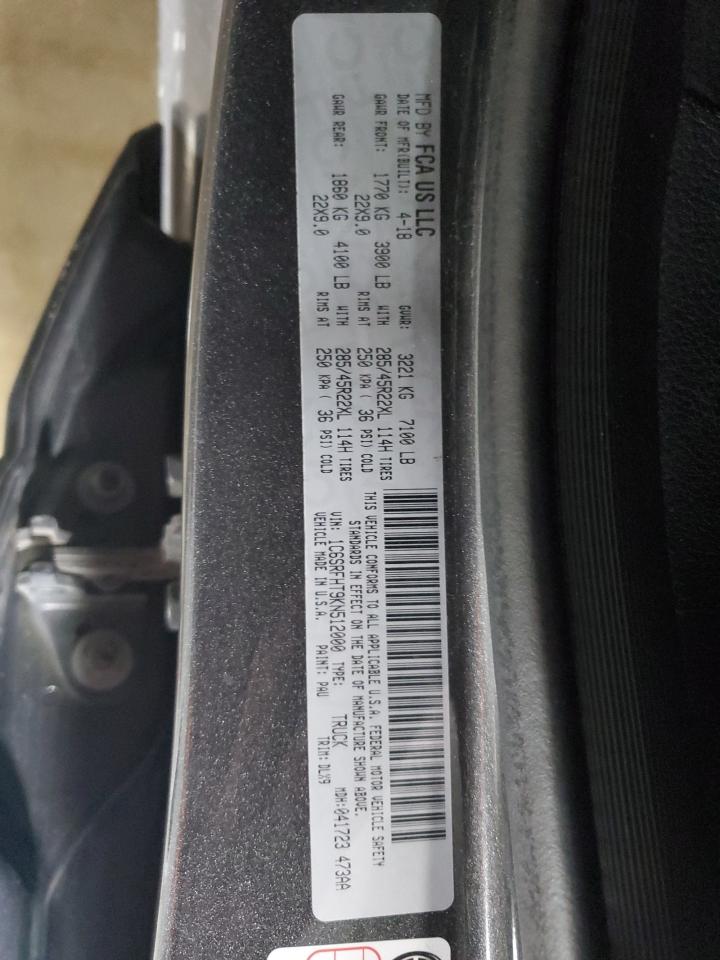 MFD BY FCA US LLC
DATE OF MFR(BUILT): 4-18 GVWR: 3221 KG 7100 LB
GAWR FRONT: 1770 KG 3900 LB WITH 285/45R22XL 114H TIRES
22X9.0 RIMS AT 250 KPA ( 36 PSI) COLD
GAWR REAR: 1860 KG 4100 LB WITH 285/45R22XL 114H TIRES
22X9.0 RIMS AT 250 KPA ( 36 PSI) COLD
THIS VEHICLE CONFORMS TO ALL APPLICABLE U.S.A. FEDERAL MOTOR VEHICLE SAFETY
STANDARDS IN EFFECT ON THE DATE OF MANUFACTURE SHOWN ABOVE.
VIN: 1C6SRFHT9KN512000 TYPE: TRUCK MDH:041723 473AA
VEHICLE MADE IN U.S.A. PAINT: PAU TRIM: DLX9